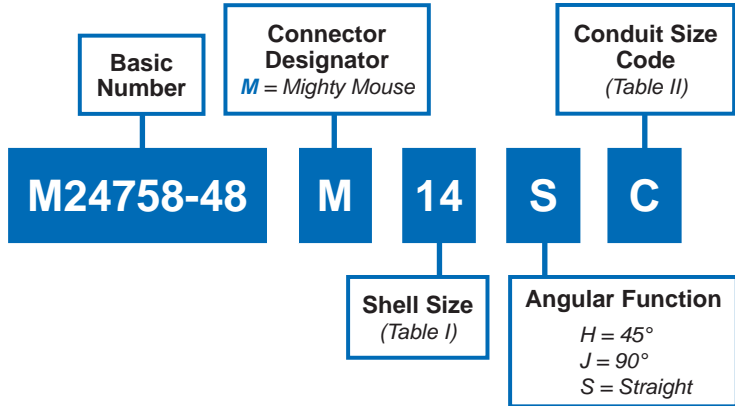 Basic
Number
Connector
Designator
M = Mighty Mouse
Conduit Size
Code
(Table II)
M24758-48
M
14
S
C
Shell Size
(Table I)
Angular Function
H = 45°
J = 90°
S = Straight